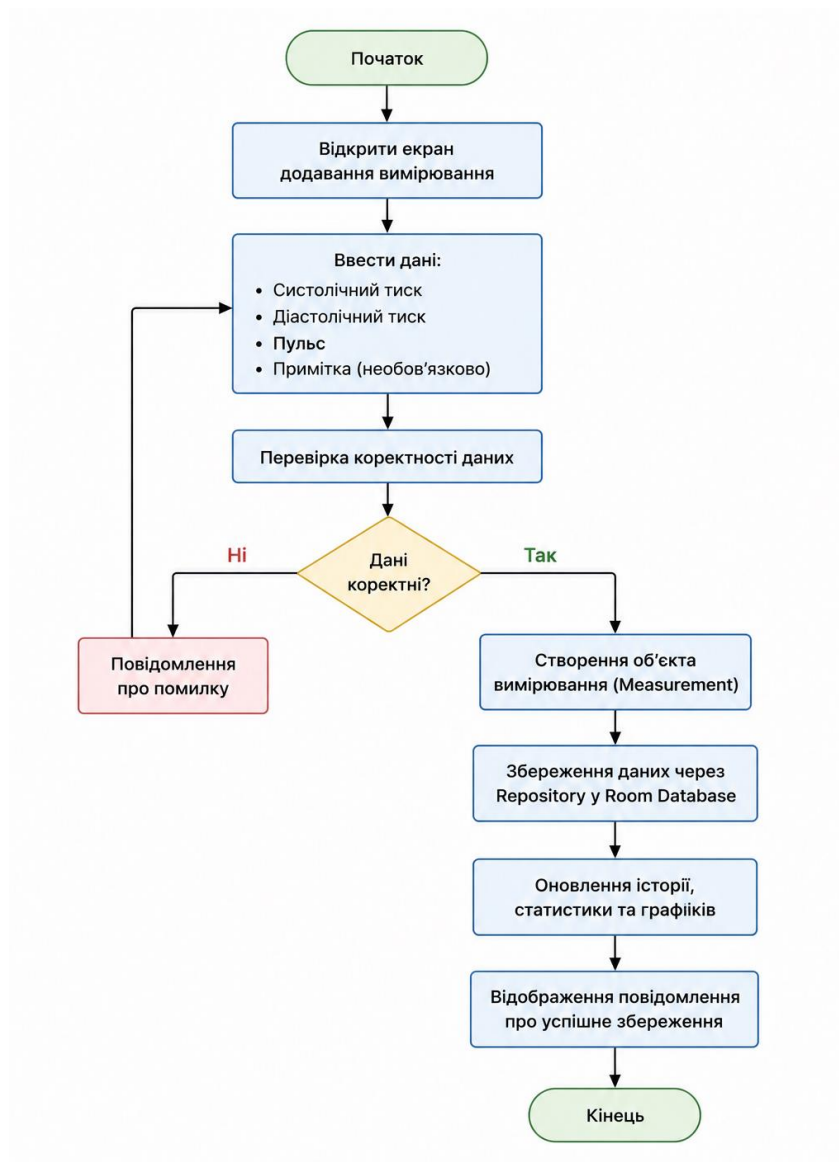 Початок
Відкрити екран
додавання вимірювання
Ввести дані:
• Систолічний тиск
• Діастолічний тиск
• Пульс
• Примітка (необов’язково)
Перевірка коректності даних
Дані
коректні?
Ні
Так
Повідомлення
про помилку
Створення об’єкта
вимірювання (Measurement)
Збереження даних через
Repository у Room Database
Оновлення історії,
статистики та графііків
Відображення повідомлення
про успішне збереження
Кінець